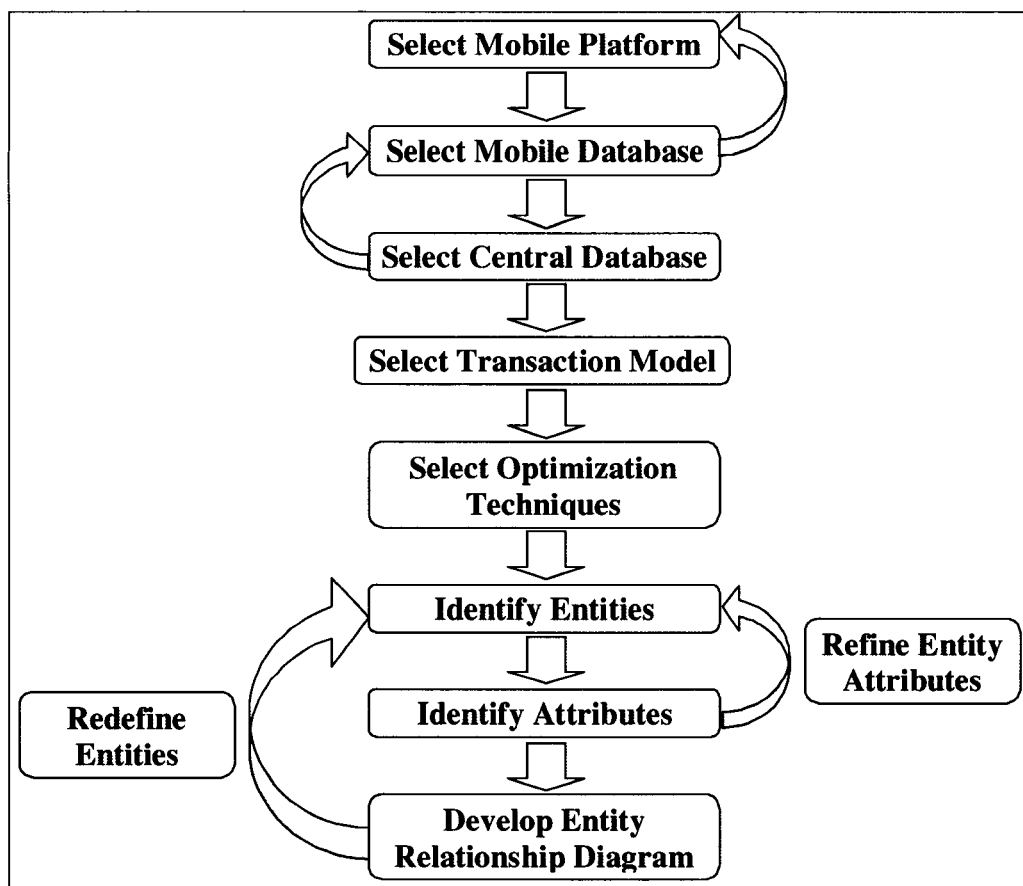 Select Mobile Platform
Select Mobile Database
Select Central Database
Select Transaction Model
Select Optimization
Techniques
Identify Entities
Refine Entity
Attributes
Identify Attributes
Redefine
Entities
Develop Entity
Relationship Diagram